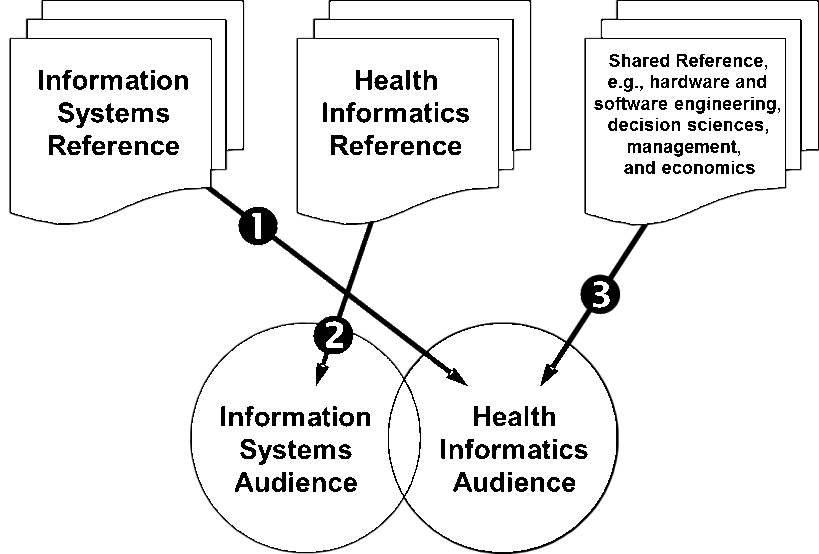 Information
Systems
Reference
Health
Informatics
Reference
Shared Reference,
e.g., hardware and
software engineering,
decision sciences,
management,
and economics
1
2
3
Information
Systems
Audience
Health
Informatics
Audience